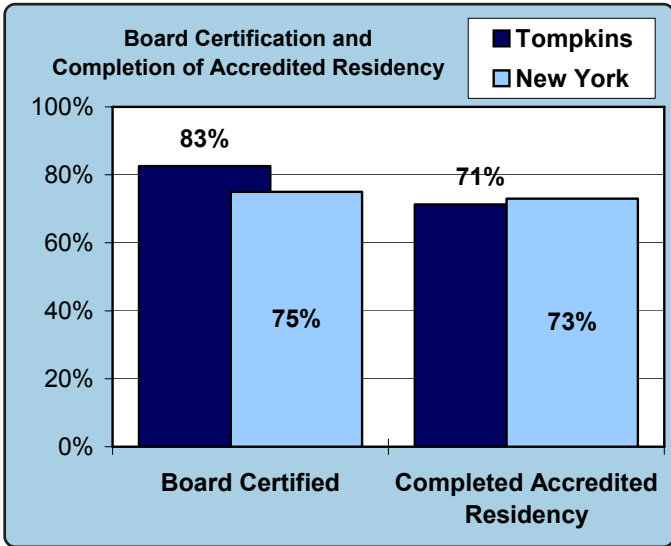 Board Certification and
Completion of Accredited Residency
Tompkins
New York
100%
80%
60%
40%
20%
0%
83%
75%
71%
73%
Board Certified
Completed Accredited
Residency